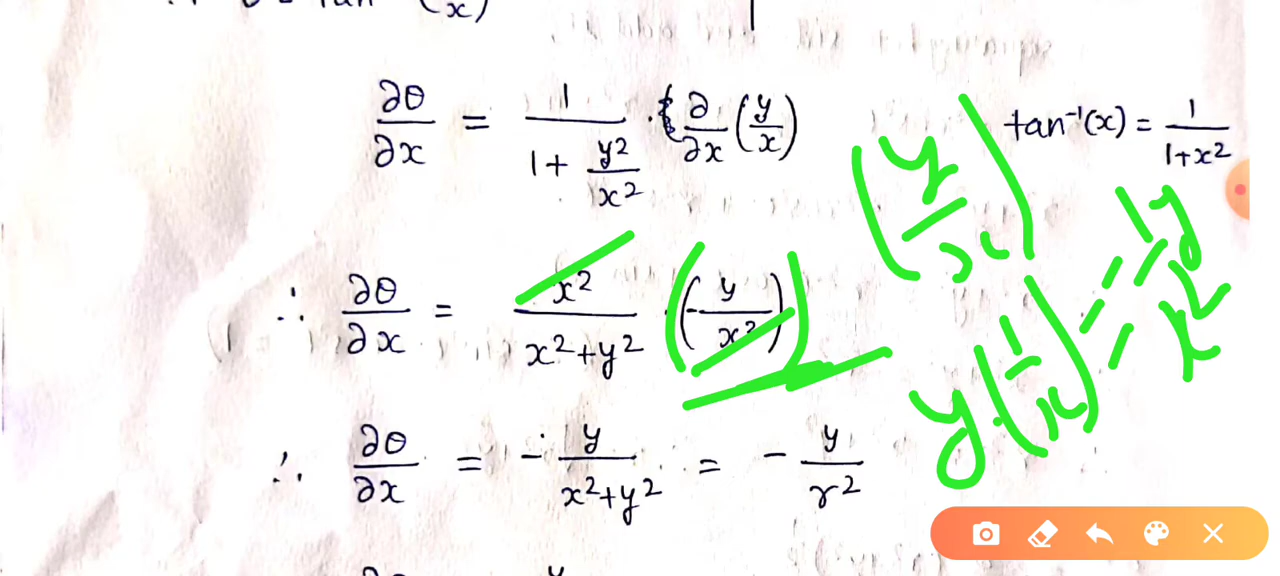 ∂θ/∂x = 1/(1 + y²/x²) · ∂/∂x (y/x)
tan⁻¹(x) = 1/(1+x²)
(y/x)
∴ ∂θ/∂x = x²/(x²+y²) · (-y/x²)
y·(1/x) = -y/x²
∴ ∂θ/∂x = - y/(x²+y²) = - y/r²